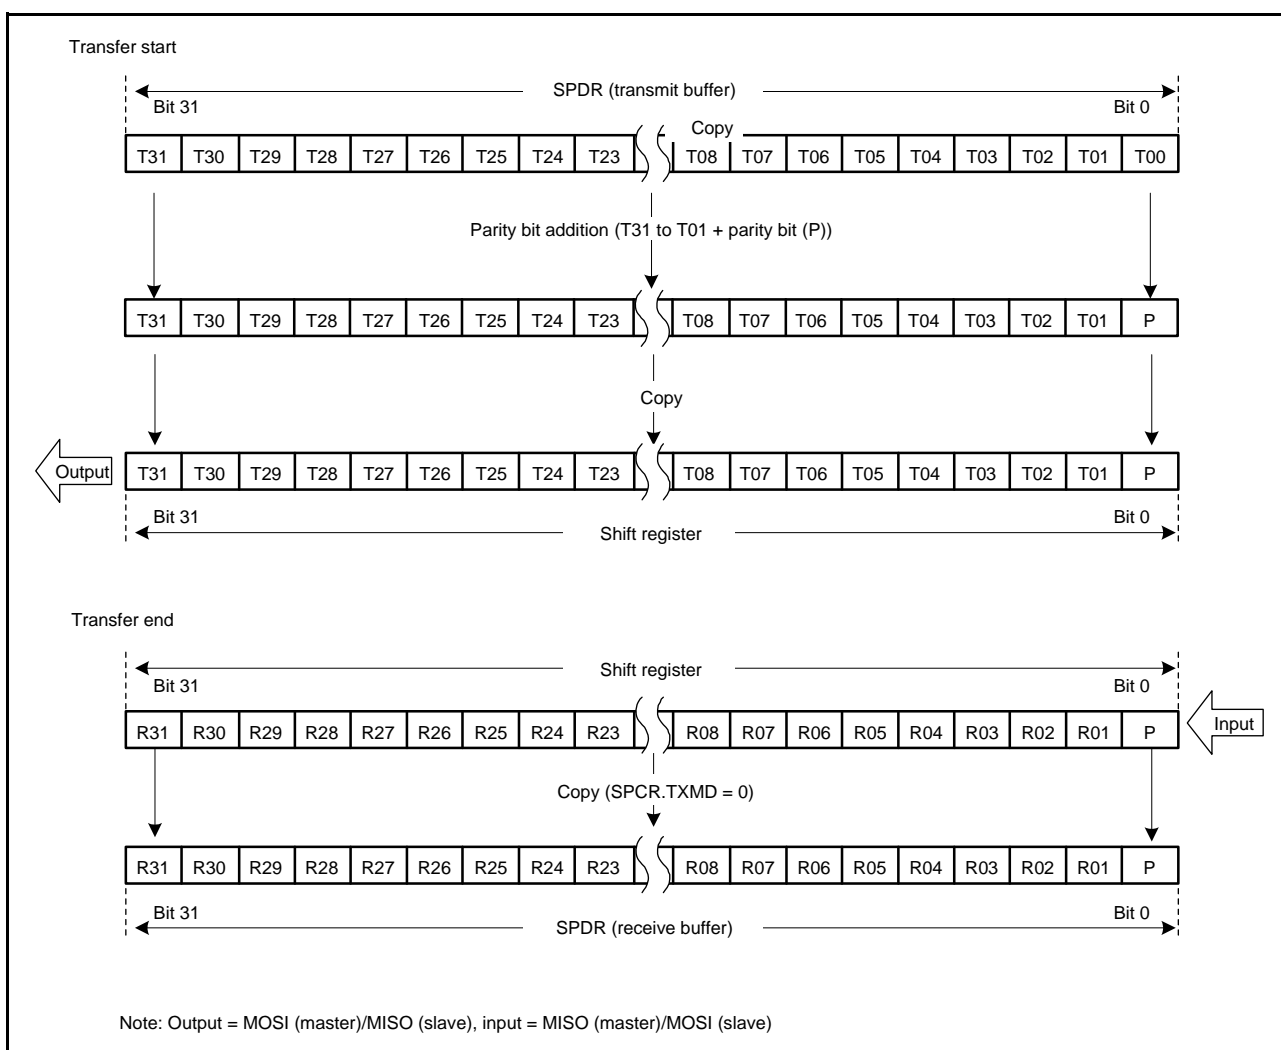 Transfer start
SPDR (transmit buffer)
Bit 31 Bit 0
Copy
T31 T30 T29 T28 T27 T26 T25 T24 T23 T08 T07 T06 T05 T04 T03 T02 T01 T00
Parity bit addition (T31 to T01 + parity bit (P))
T31 T30 T29 T28 T27 T26 T25 T24 T23 T08 T07 T06 T05 T04 T03 T02 T01 P
Copy
Output T31 T30 T29 T28 T27 T26 T25 T24 T23 T08 T07 T06 T05 T04 T03 T02 T01 P
Bit 31 Bit 0
Shift register
Transfer end
Shift register
Bit 31 Bit 0
R31 R30 R29 R28 R27 R26 R25 R24 R23 R08 R07 R06 R05 R04 R03 R02 R01 P Input
Copy (SPCR.TXMD = 0)
R31 R30 R29 R28 R27 R26 R25 R24 R23 R08 R07 R06 R05 R04 R03 R02 R01 P
Bit 31 Bit 0
SPDR (receive buffer)
Note: Output = MOSI (master)/MISO (slave), input = MISO (master)/MOSI (slave)